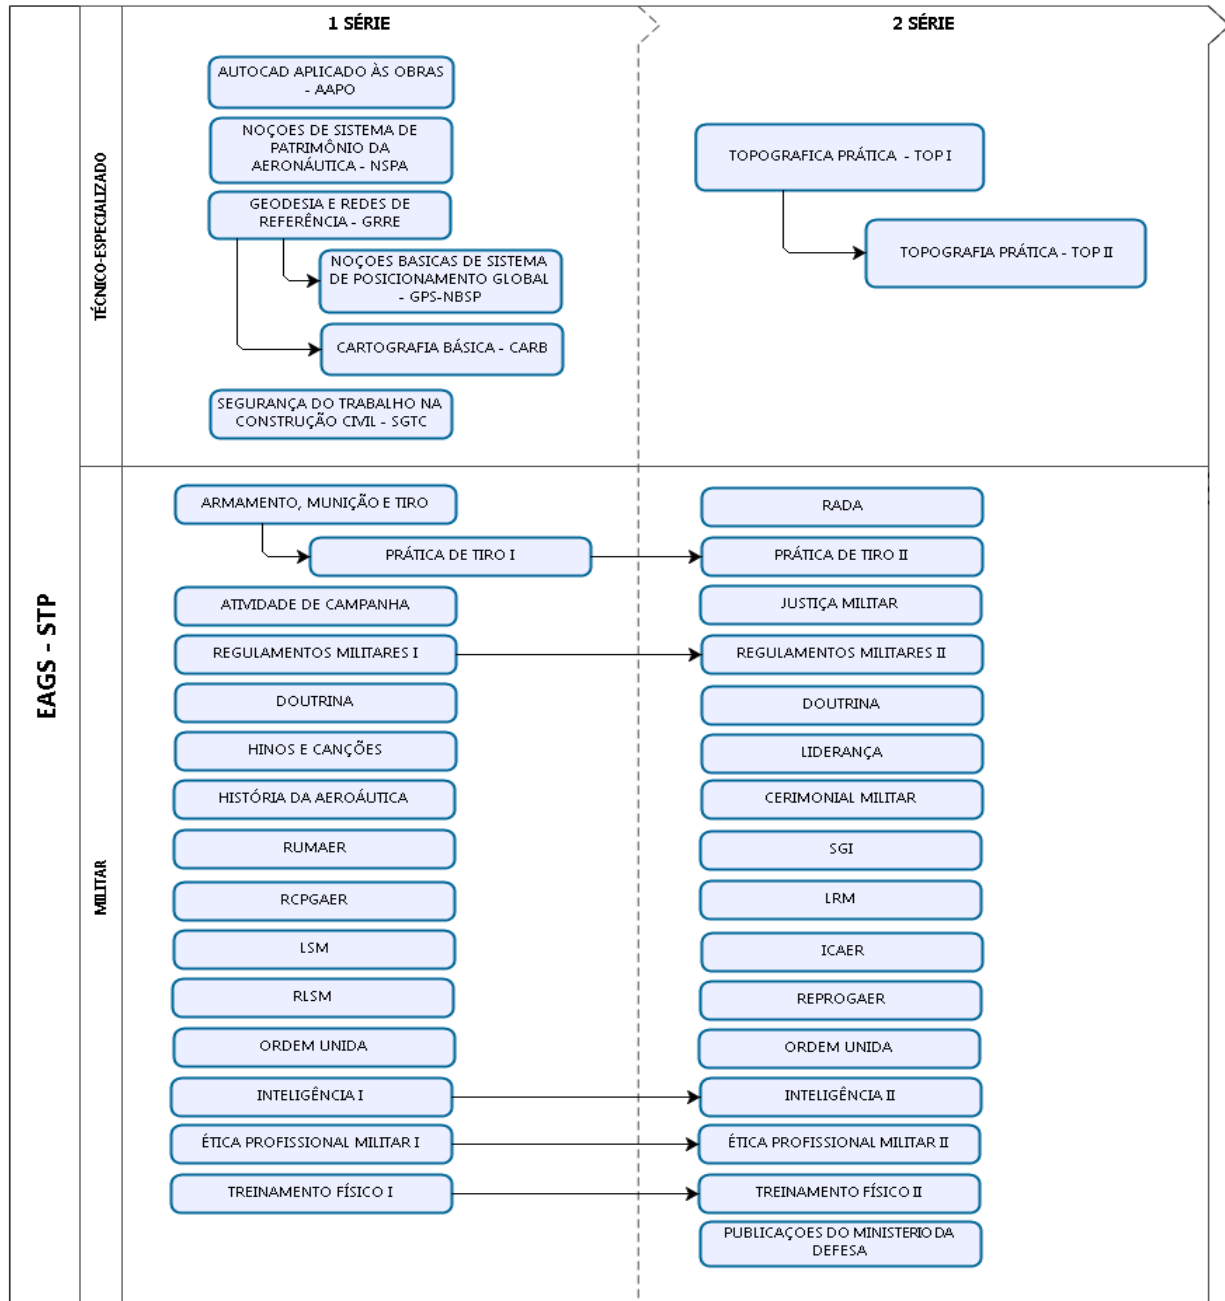 1 SÉRIE
2 SÉRIE
EAGS - STP
TÉCNICO-ESPECIALIZADO
AUTOCAD APLICADO ÀS OBRAS
- AAPO
NOÇOES DE SISTEMA DE
PATRIMÔNIO DA
AERONÁUTICA - NSPA
GEODESIA E REDES DE
REFERÊNCIA - GRRE
NOÇÕES BASICAS DE SISTEMA
DE POSICIONAMENTO GLOBAL
- GPS-NBSP
CARTOGRAFIA BÁSICA - CARB
SEGURANÇA DO TRABALHO NA
CONSTRUÇÃO CIVIL - SGTC
TOPOGRAFICA PRÁTICA - TOP I
TOPOGRAFIA PRÁTICA - TOP II
MILITAR
ARMAMENTO, MUNIÇÃO E TIRO
PRÁTICA DE TIRO I
ATIVIDADE DE CAMPANHA
REGULAMENTOS MILITARES I
DOUTRINA
HINOS E CANÇÕES
HISTÓRIA DA AEROÁUTICA
RUMAER
RCPGAER
LSM
RLSM
ORDEM UNIDA
INTELIGÊNCIA I
ÉTICA PROFISSIONAL MILITAR I
TREINAMENTO FÍSICO I
RADA
PRÁTICA DE TIRO II
JUSTIÇA MILITAR
REGULAMENTOS MILITARES II
DOUTRINA
LIDERANÇA
CERIMONIAL MILITAR
SGI
LRM
ICAER
REPROGAER
ORDEM UNIDA
INTELIGÊNCIA II
ÉTICA PROFISSIONAL MILITAR II
TREINAMENTO FÍSICO II
PUBLICAÇOES DO MINISTERIO DA
DEFESA